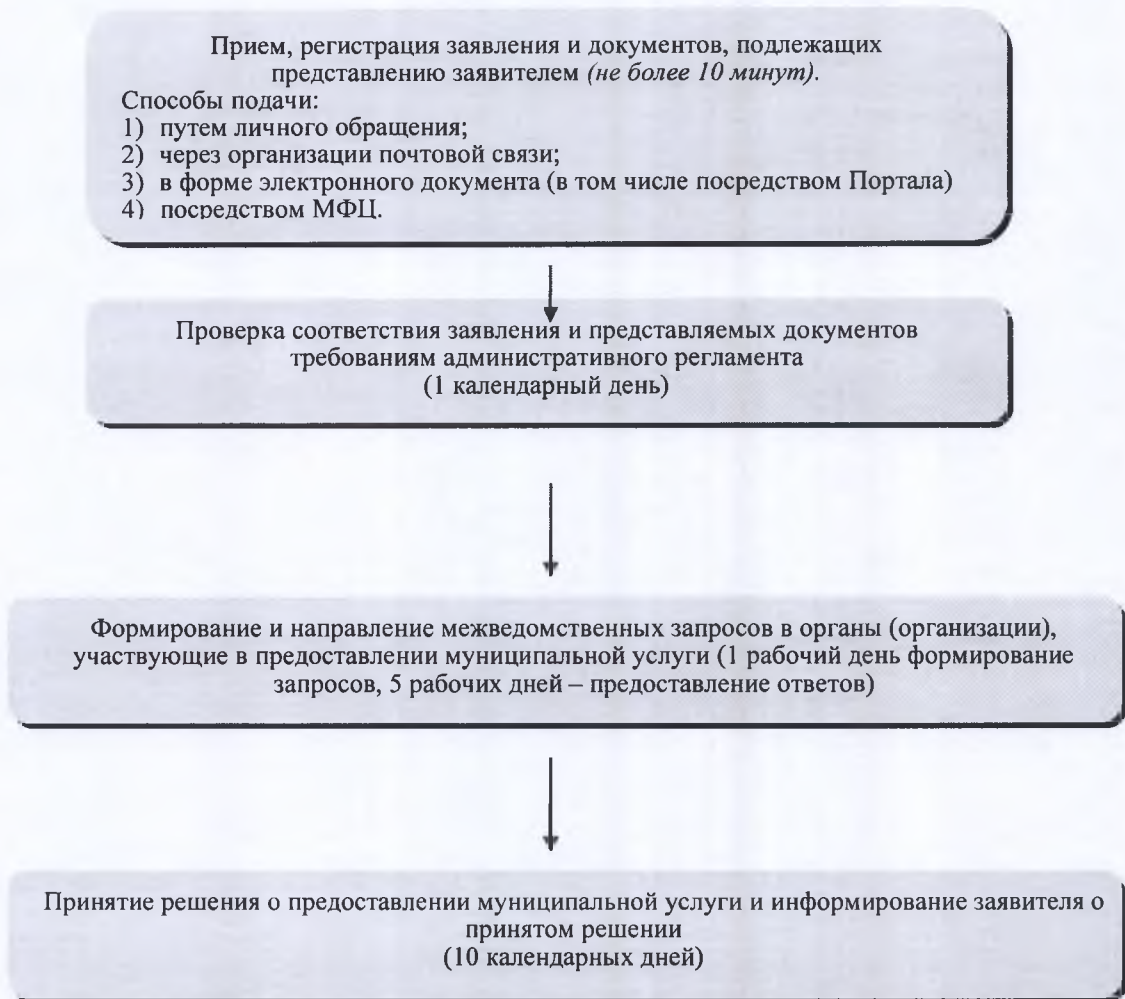 Прием, регистрация заявления и документов, подлежащих
представлению заявителем (не более 10 минут).
Способы подачи:
1) путем личного обращения;
2) через организации почтовой связи;
3) в форме электронного документа (в том числе посредством Портала)
4) посредством МФЦ.
Проверка соответствия заявления и представляемых документов
требованиям административного регламента
(1 календарный день)
Формирование и направление межведомственных запросов в органы (организации),
участвующие в предоставлении муниципальной услуги (1 рабочий день формирование
запросов, 5 рабочих дней – предоставление ответов)
Принятие решения о предоставлении муниципальной услуги и информирование заявителя о
принятом решении
(10 календарных дней)